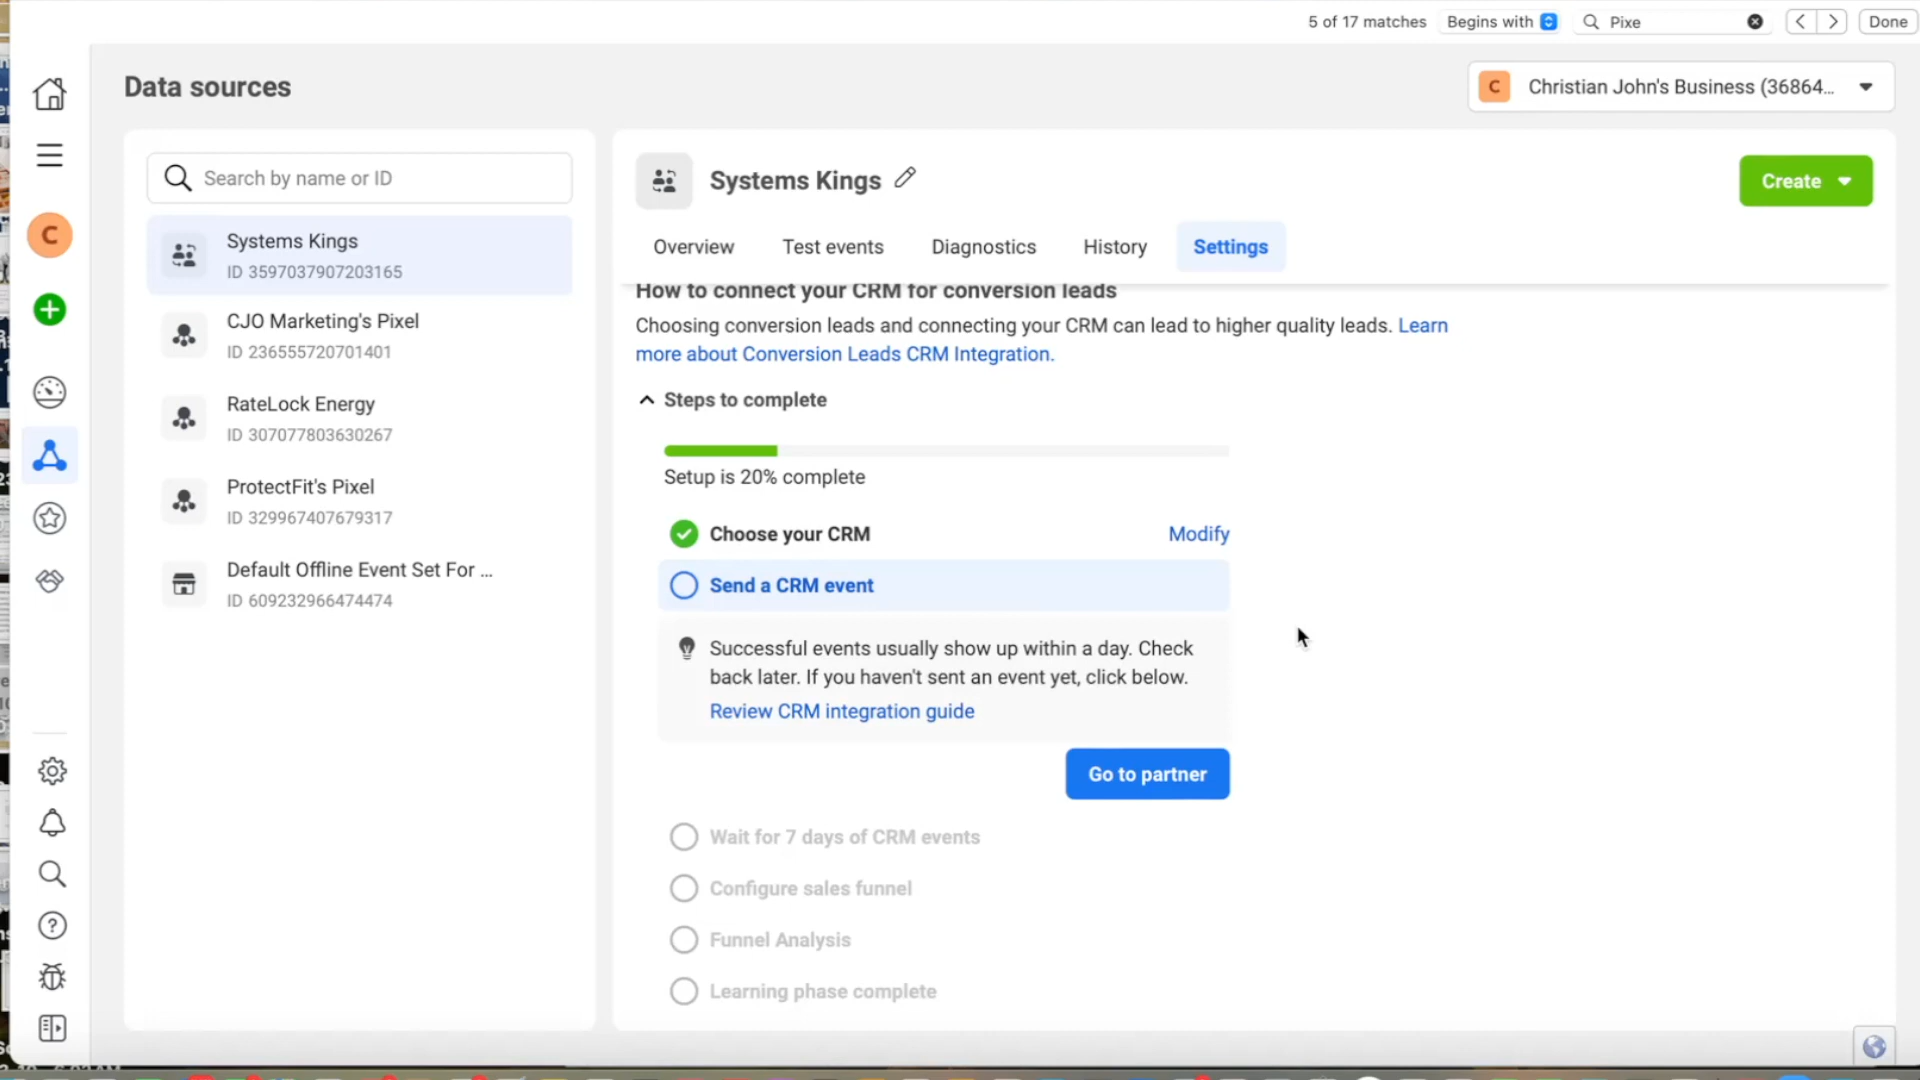 5 of 17 matches
Begins with
Pixe
Done
Data sources
C
Christian John's Business (36864...
Search by name or ID
Systems Kings
ID 3597037907203165
CJO Marketing's Pixel
ID 236555720701401
RateLock Energy
ID 307077803630267
ProtectFit's Pixel
ID 329967407679317
Default Offline Event Set For ...
ID 609232966474474
C
Systems Kings
Create
Overview
Test events
Diagnostics
History
Settings
How to connect your CRM for conversion leads
Choosing conversion leads and connecting your CRM can lead to higher quality leads. Learn
more about Conversion Leads CRM Integration.
Steps to complete
Setup is 20% complete
Choose your CRM
Modify
Send a CRM event
Successful events usually show up within a day. Check
back later. If you haven't sent an event yet, click below.
Review CRM integration guide
Go to partner
Wait for 7 days of CRM events
Configure sales funnel
Funnel Analysis
Learning phase complete